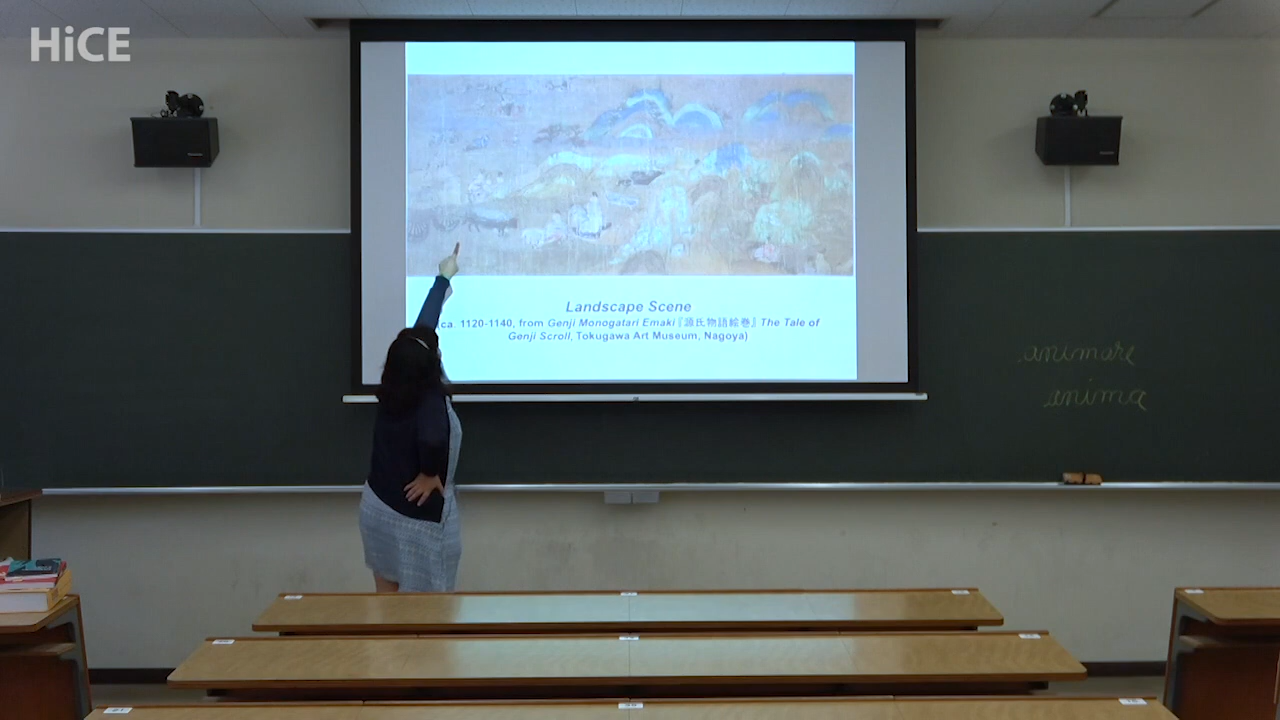 HiCE
Landscape Scene
(ca. 1120-1140, from Genji Monogatari Emaki『源氏物語絵巻』The Tale of
Genji Scroll, Tokugawa Art Museum, Nagoya)
animare
anima